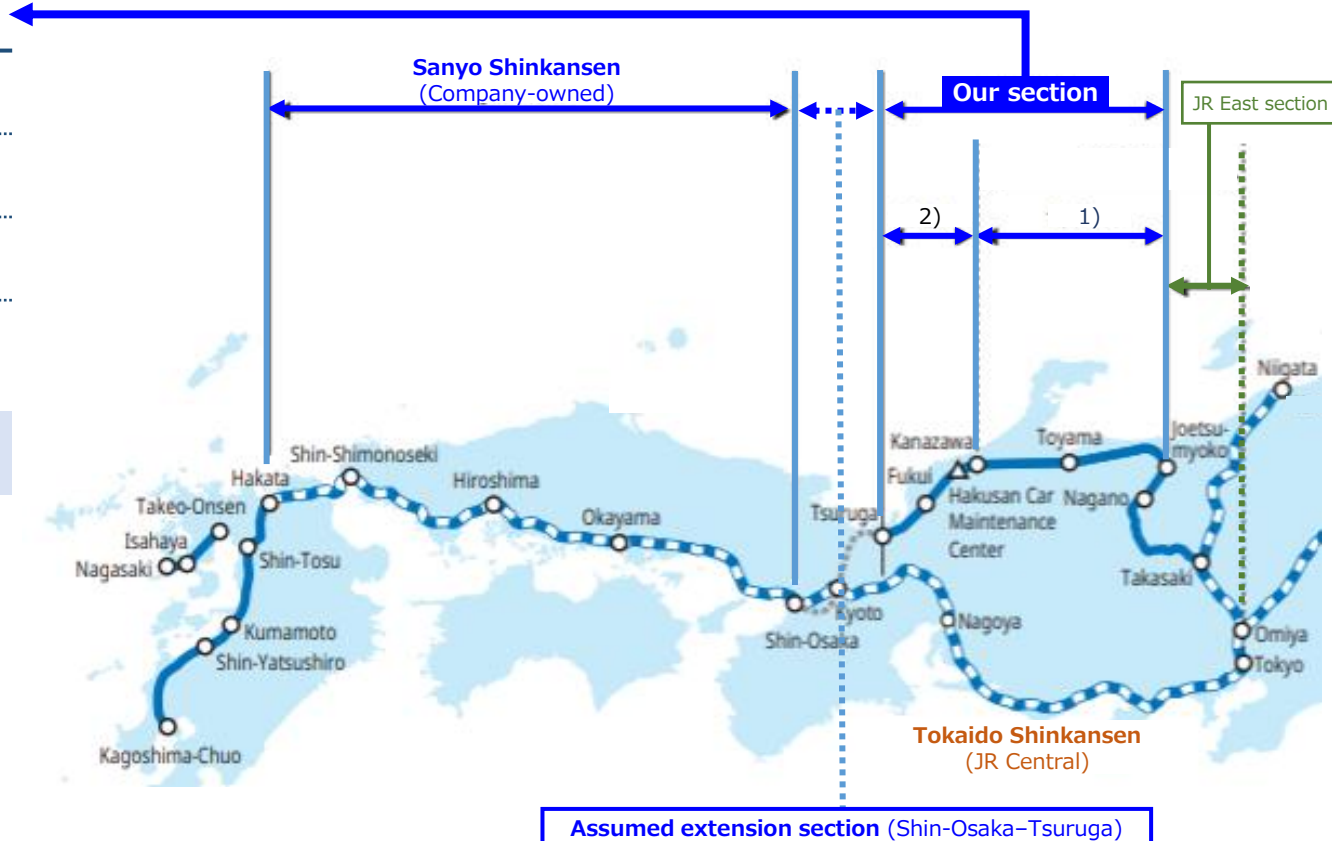 Sanyo Shinkansen
(Company-owned)
Our section
JR East section
2)
1)
Niigata
Kanazawa
Toyama
Joetsu-
myoko
Shin-Shimonoseki
Hakata
Hiroshima
Fukui
Hakusan Car
Maintenance
Center
Nagano
Takeo-Onsen
Okayama
Tsuruga
Isahaya
Nagasaki
Shin-Tosu
Takasaki
Kumamoto
Shin-Yatsushiro
Shin-Osaka
Kyoto
Nagoya
Omiya
Tokyo
Kagoshima-Chuo
Tokaido Shinkansen
(JR Central)
Assumed extension section (Shin-Osaka–Tsuruga)